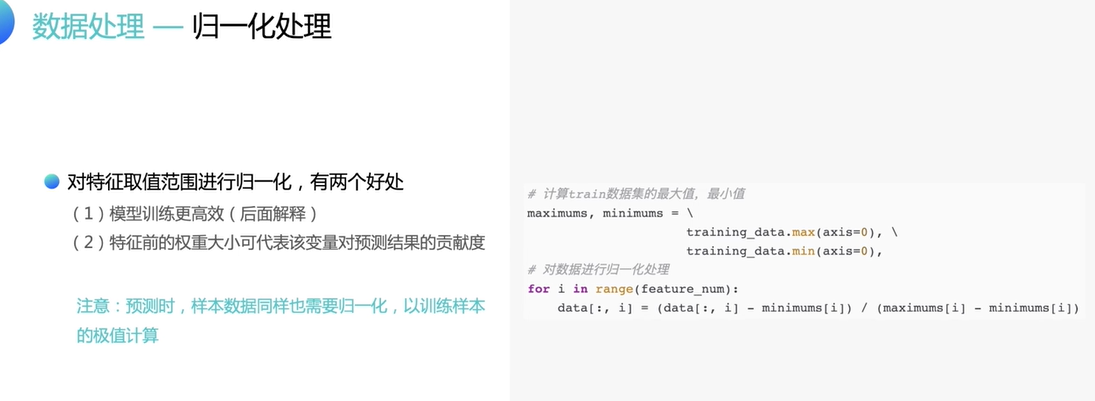 数据处理 — 归一化处理
对特征取值范围进行归一化，有两个好处
（1）模型训练更高效（后面解释）
（2）特征前的权重大小可代表该变量对预测结果的贡献度
注意：预测时，样本数据同样也需要归一化，以训练样本
的极值计算
# 计算train数据集的最大值，最小值
maximums, minimums = \
                     training_data.max(axis=0), \
                     training_data.min(axis=0),
# 对数据进行归一化处理
for i in range(feature_num):
    data[:, i] = (data[:, i] - minimums[i]) / (maximums[i] - minimums[i])